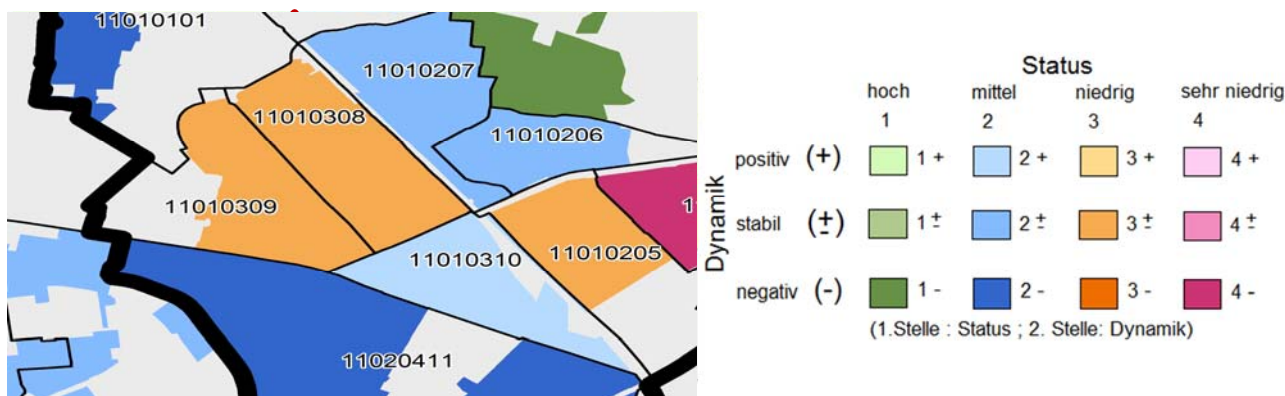 11010101
11010207
11010308
11010206
11010309
11010205
11010310
11020411
Status
hoch mittel niedrig sehr niedrig
1 2 3 4
Dynamik
positiv (+) 1 + 2 + 3 + 4 +
stabil (±) 1 ± 2 ± 3 ± 4 ±
negativ (-) 1 - 2 - 3 - 4 -
(1.Stelle : Status ; 2. Stelle: Dynamik)